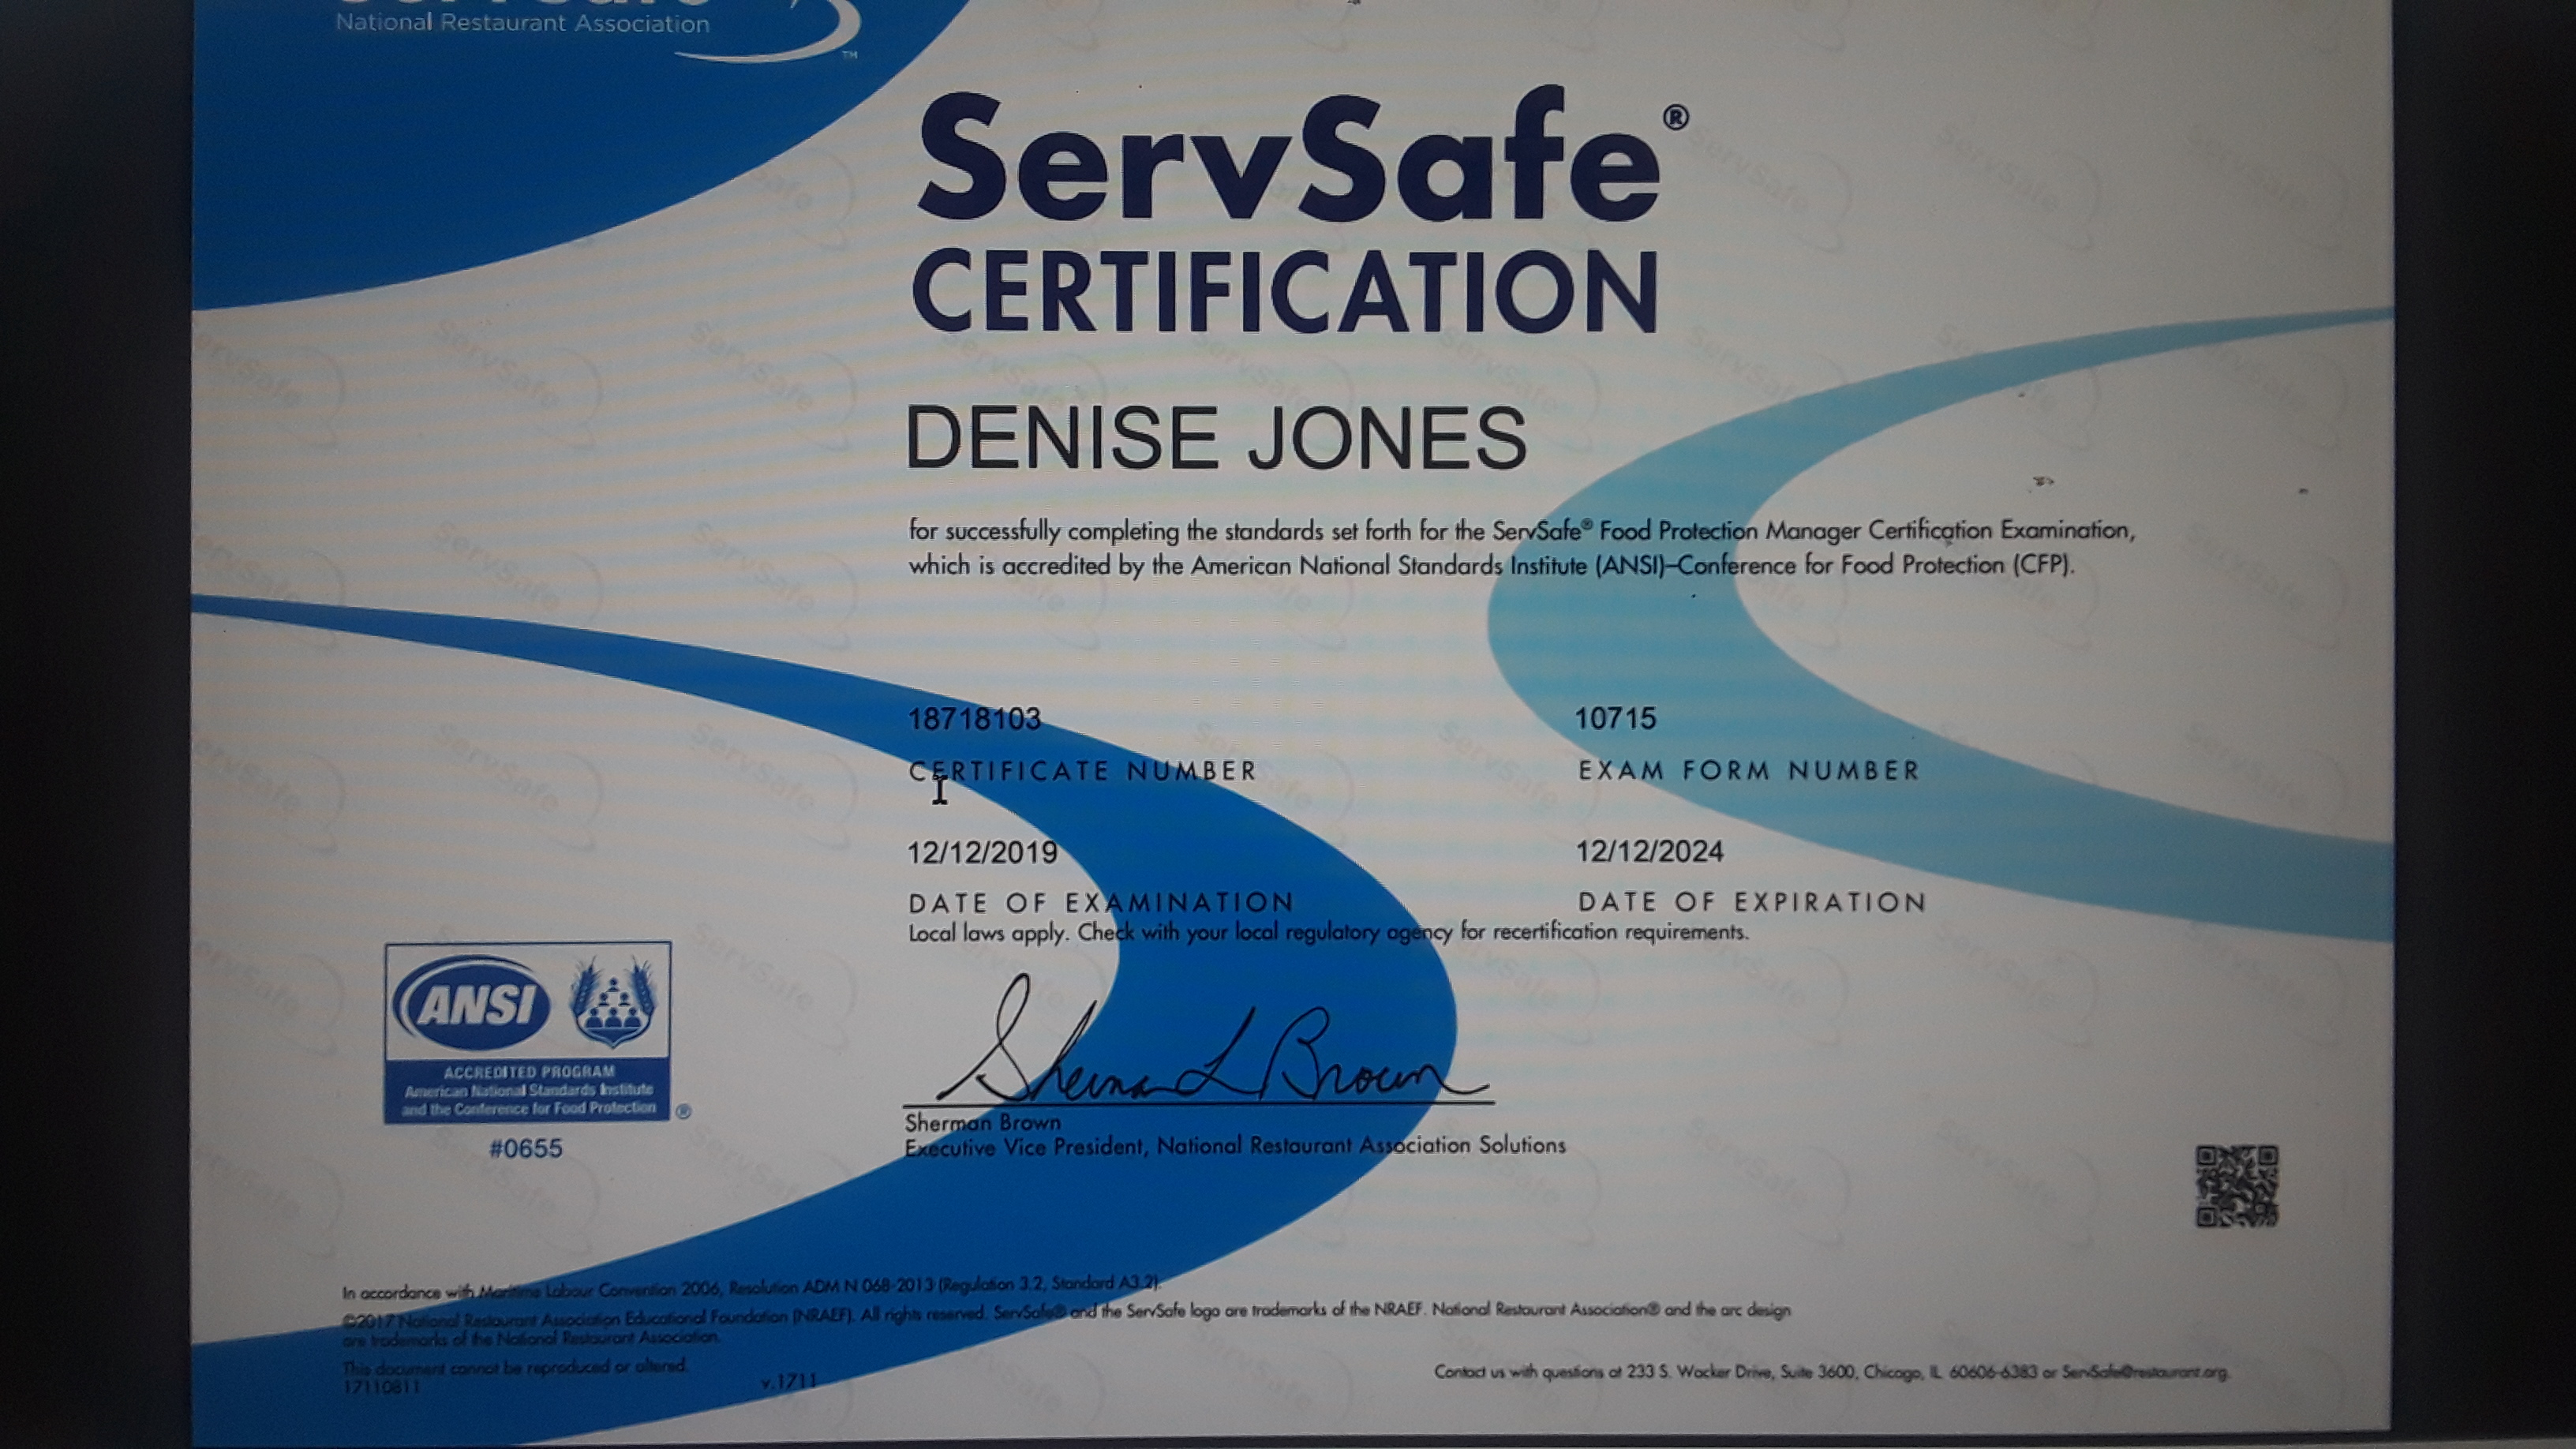 National Restaurant Association
TM
ServSafe®
CERTIFICATION
DENISE JONES
for successfully completing the standards set forth for the ServSafe® Food Protection Manager Certification Examination,
which is accredited by the American National Standards Institute (ANSI)–Conference for Food Protection (CFP).
18718103
CERTIFICATE NUMBER
10715
EXAM FORM NUMBER
12/12/2019
DATE OF EXAMINATION
12/12/2024
DATE OF EXPIRATION
Local laws apply. Check with your local regulatory agency for recertification requirements.
ANSI
ACCREDITED PROGRAM
American National Standards Institute
and the Conference for Food Protection
®
#0655
Sherman L Brown
Sherman Brown
Executive Vice President, National Restaurant Association Solutions
In accordance with Maritime Labour Convention 2006, Resolution ADM N 068-2013 (Regulation 3.2, Standard A3.2).
©2017 National Restaurant Association Educational Foundation (NRAEF). All rights reserved. ServSafe® and the ServSafe logo are trademarks of the NRAEF. National Restaurant Association® and the arc design
are trademarks of the National Restaurant Association.
This document cannot be reproduced or altered.
17110811
v.1711
Contact us with questions at 233 S. Wacker Drive, Suite 3600, Chicago, IL 60606-6383 or ServSafe@restaurant.org.